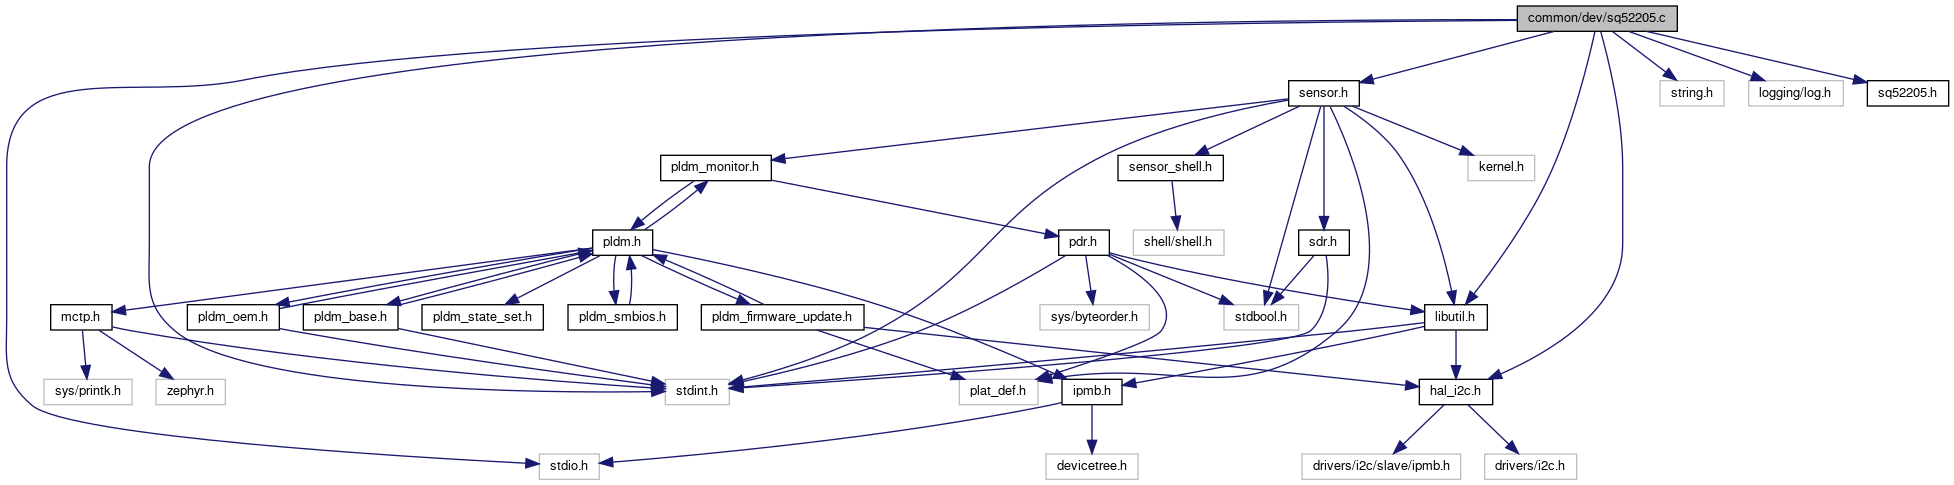 common/dev/sq52205.c
sensor.h
string.h
logging/log.h
sq52205.h
pldm_monitor.h
sensor_shell.h
kernel.h
pldm.h
pdr.h
shell/shell.h
sdr.h
mctp.h
pldm_oem.h
pldm_base.h
pldm_state_set.h
pldm_smbios.h
pldm_firmware_update.h
sys/byteorder.h
stdbool.h
libutil.h
sys/printk.h
zephyr.h
stdint.h
plat_def.h
ipmb.h
hal_i2c.h
stdio.h
devicetree.h
drivers/i2c/slave/ipmb.h
drivers/i2c.h